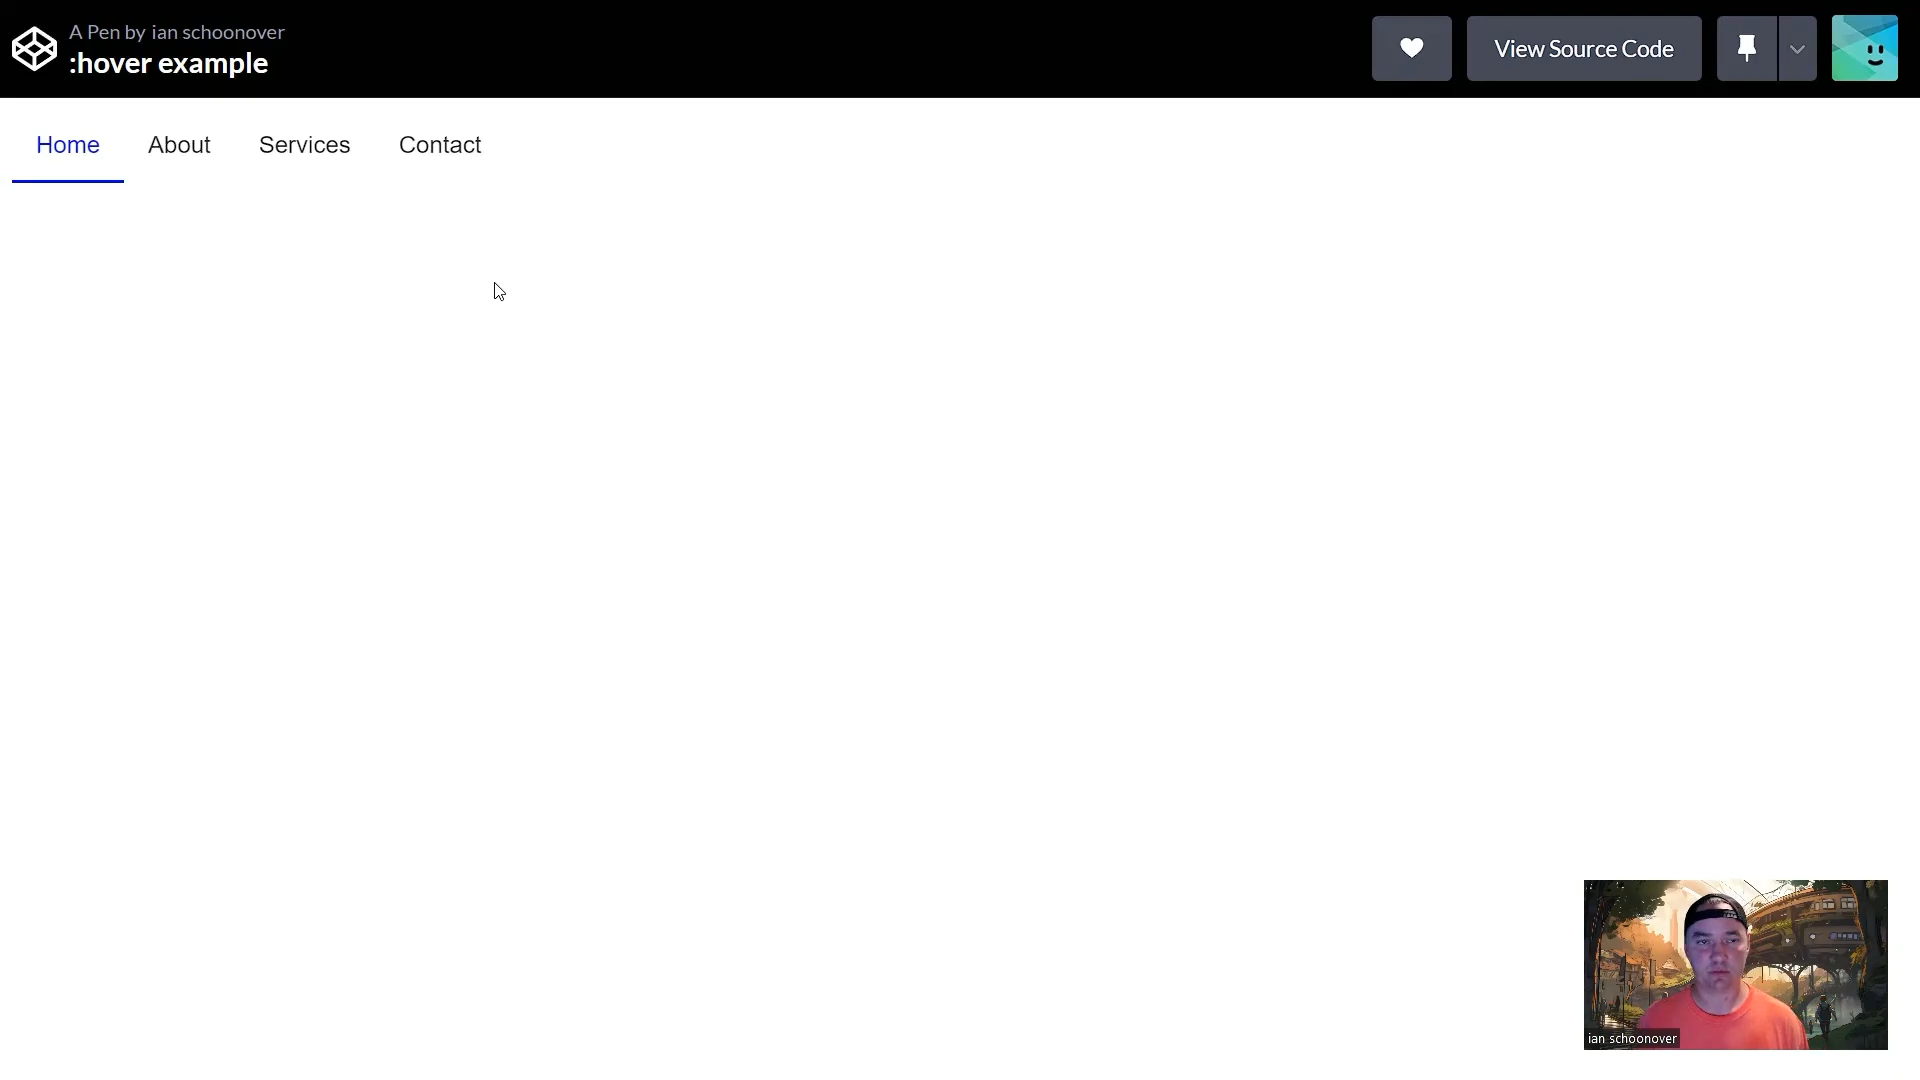 A Pen by ian schoonover
:hover example
View Source Code
Home About Services Contact
ian schoonover